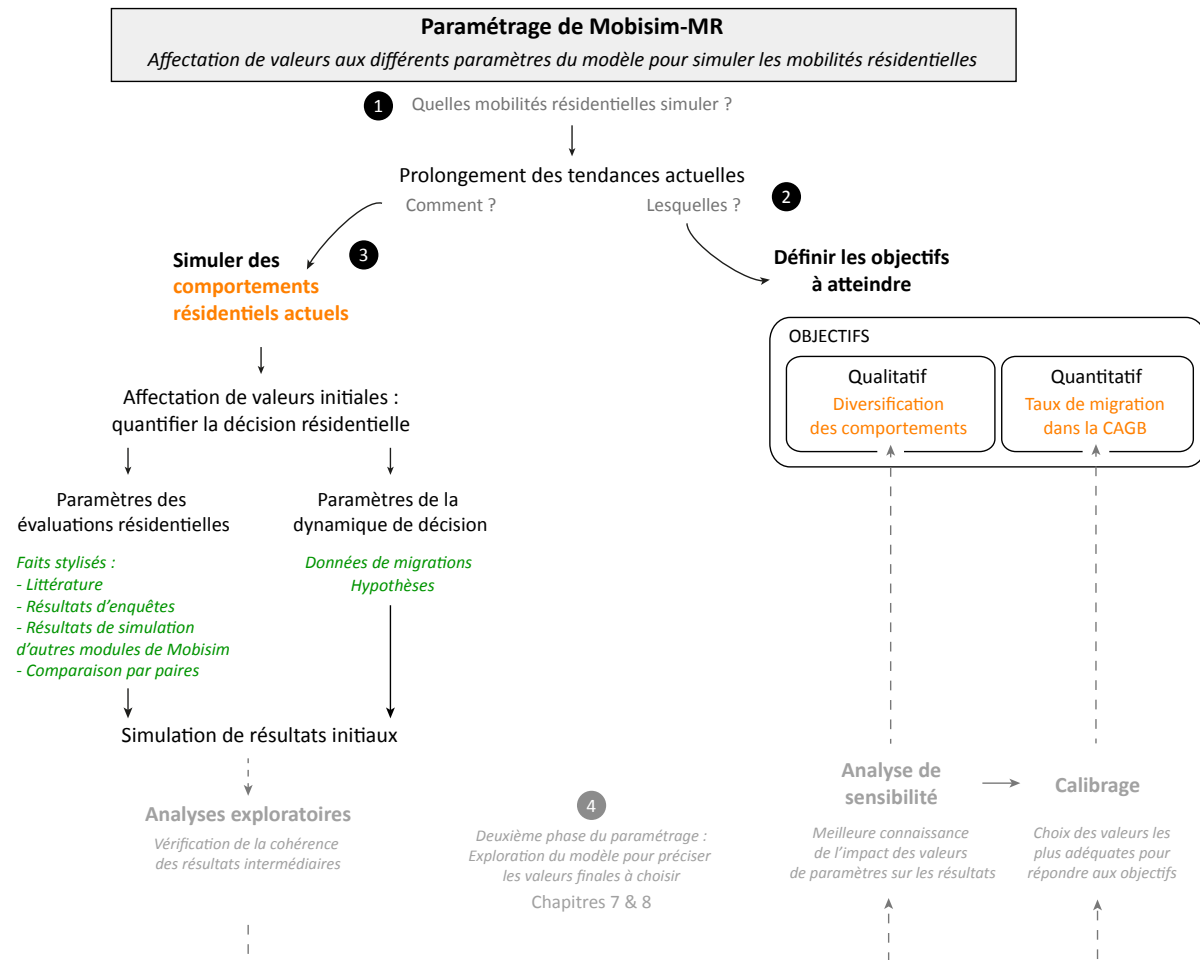 Paramétrage de Mobisim-MR
Affectation de valeurs aux différents paramètres du modèle pour simuler les mobilités résidentielles
1 Quelles mobilités résidentielles simuler ?
Prolongement des tendances actuelles
Comment ?
Lesquelles ?
2
3
Simuler des
comportements
résidentiels actuels
Définir les objectifs
à atteindre
OBJECTIFS
Qualitatif
Diversification
des comportements
Quantitatif
Taux de migration
dans la CAGB
Affectation de valeurs initiales :
quantifier la décision résidentielle
Paramètres des
évaluations résidentielles
Faits stylisés :
- Littérature
- Résultats d'enquêtes
- Résultats de simulation
d'autres modules de Mobisim
- Comparaison par paires
Paramètres de la
dynamique de décision
Données de migrations
Hypothèses
Simulation de résultats initiaux
Analyses exploratoires
Vérification de la cohérence
des résultats intermédiaires
4
Deuxième phase du paramétrage :
Exploration du modèle pour préciser
les valeurs finales à choisir
Chapitres 7 & 8
Analyse de
sensibilité
Meilleure connaissance
de l'impact des valeurs
de paramètres sur les résultats
Calibrage
Choix des valeurs les
plus adéquates pour
répondre aux objectifs